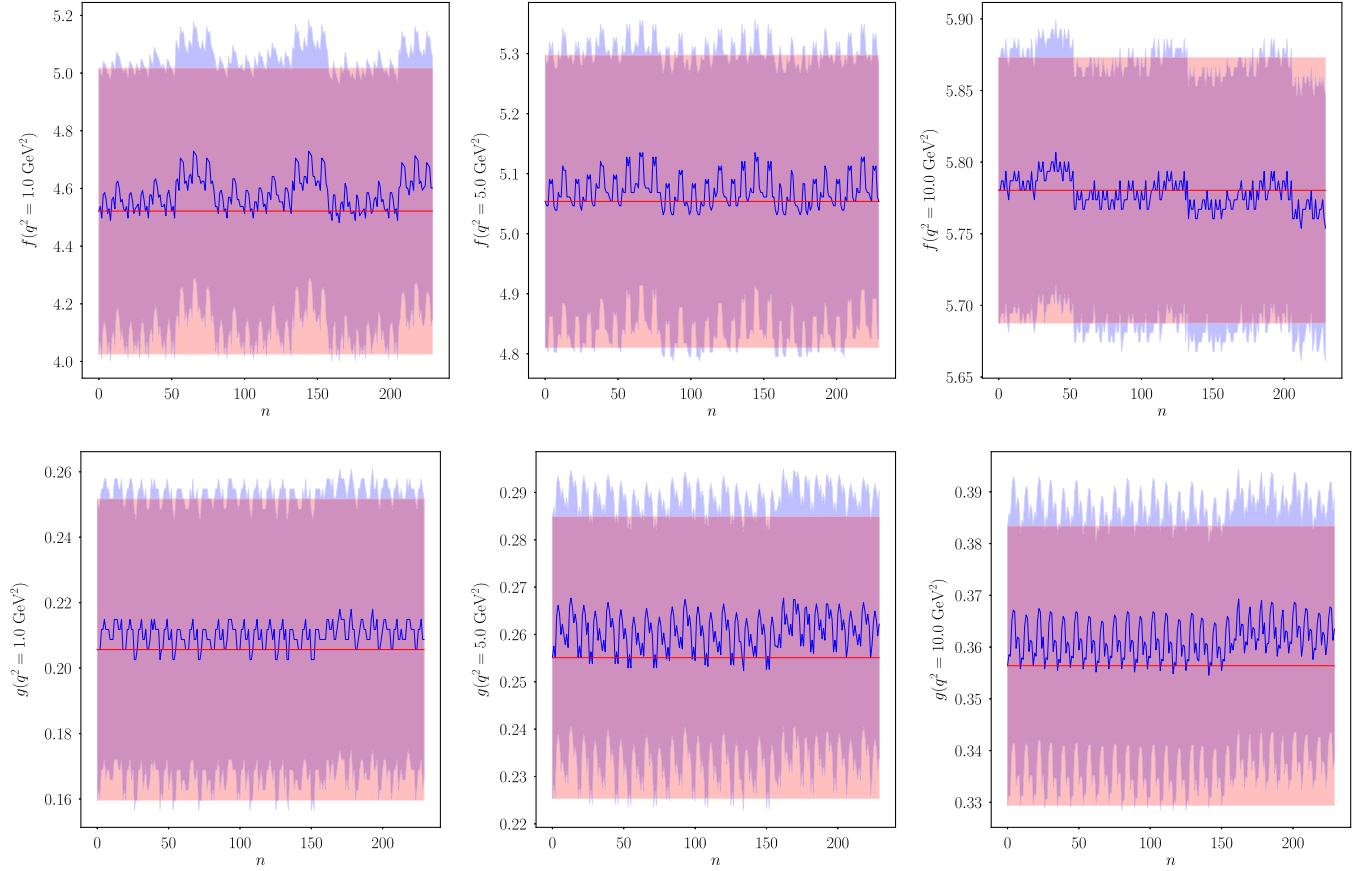 5.2
5.0
4.8
4.6
4.4
4.2
4.0
f(q² = 1.0 GeV²)
0 50 100 150 200
n
5.3
5.2
5.1
5.0
4.9
4.8
f(q² = 5.0 GeV²)
0 50 100 150 200
n
5.90
5.85
5.80
5.75
5.70
5.65
f(q² = 10.0 GeV²)
0 50 100 150 200
n
0.26
0.24
0.22
0.20
0.18
0.16
g(q² = 1.0 GeV²)
0 50 100 150 200
n
0.29
0.28
0.27
0.26
0.25
0.24
0.23
0.22
g(q² = 5.0 GeV²)
0 50 100 150 200
n
0.39
0.38
0.37
0.36
0.35
0.34
0.33
g(q² = 10.0 GeV²)
0 50 100 150 200
n